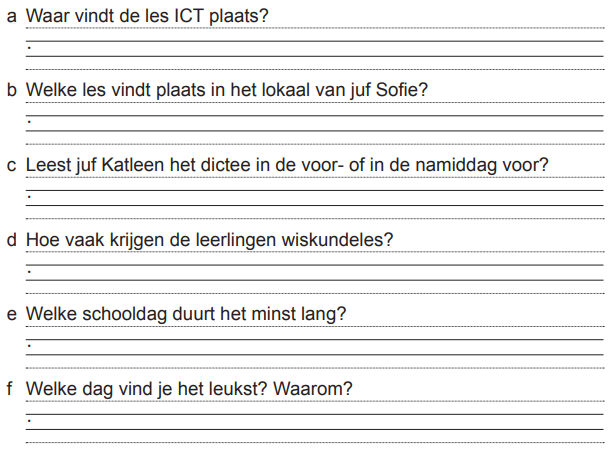 a Waar vindt de les ICT plaats?
b Welke les vindt plaats in het lokaal van juf Sofie?
c Leest juf Katleen het dictee in de voor- of in de namiddag voor?
d Hoe vaak krijgen de leerlingen wiskundeles?
e Welke schooldag duurt het minst lang?
f Welke dag vind je het leukst? Waarom?